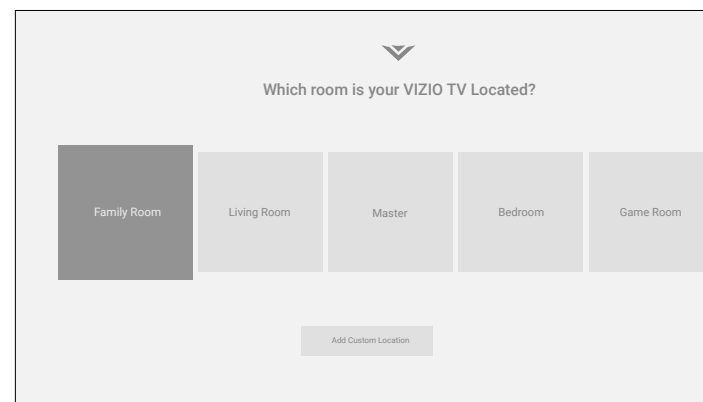 Which room is your VIZIO TV Located?
Family Room
Living Room
Master
Bedroom
Game Room
Add Custom Location